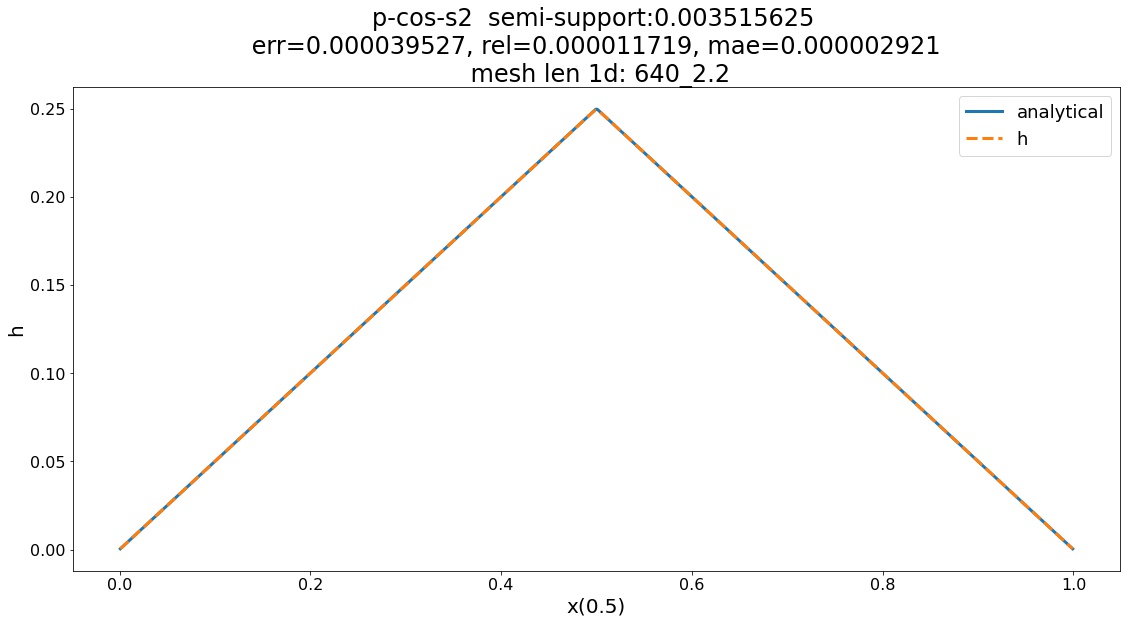 p-cos-s2  semi-support:0.003515625
err=0.000039527, rel=0.000011719, mae=0.000002921
mesh len 1d: 640_2.2
analytical
h
0.25
0.20
0.15
0.10
0.05
0.00
h
0.0 0.2 0.4 0.6 0.8 1.0
x(0.5)